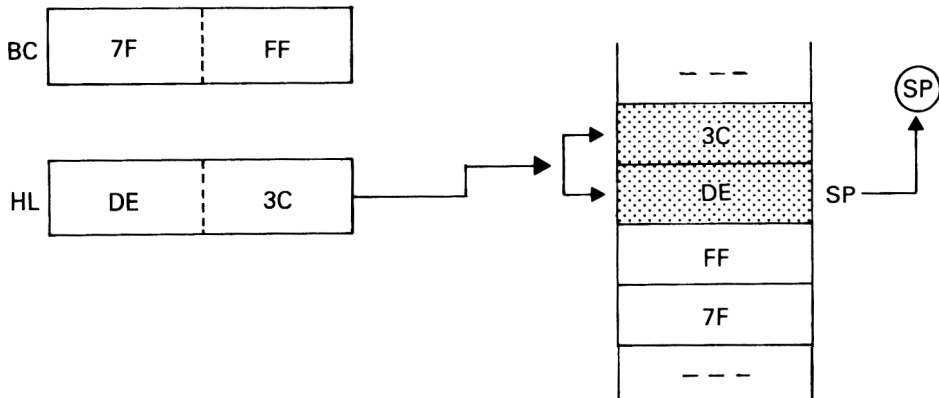 BC 7F FF
HL DE 3C
- - -
3C
DE
FF
7F
- - -
SP
SP